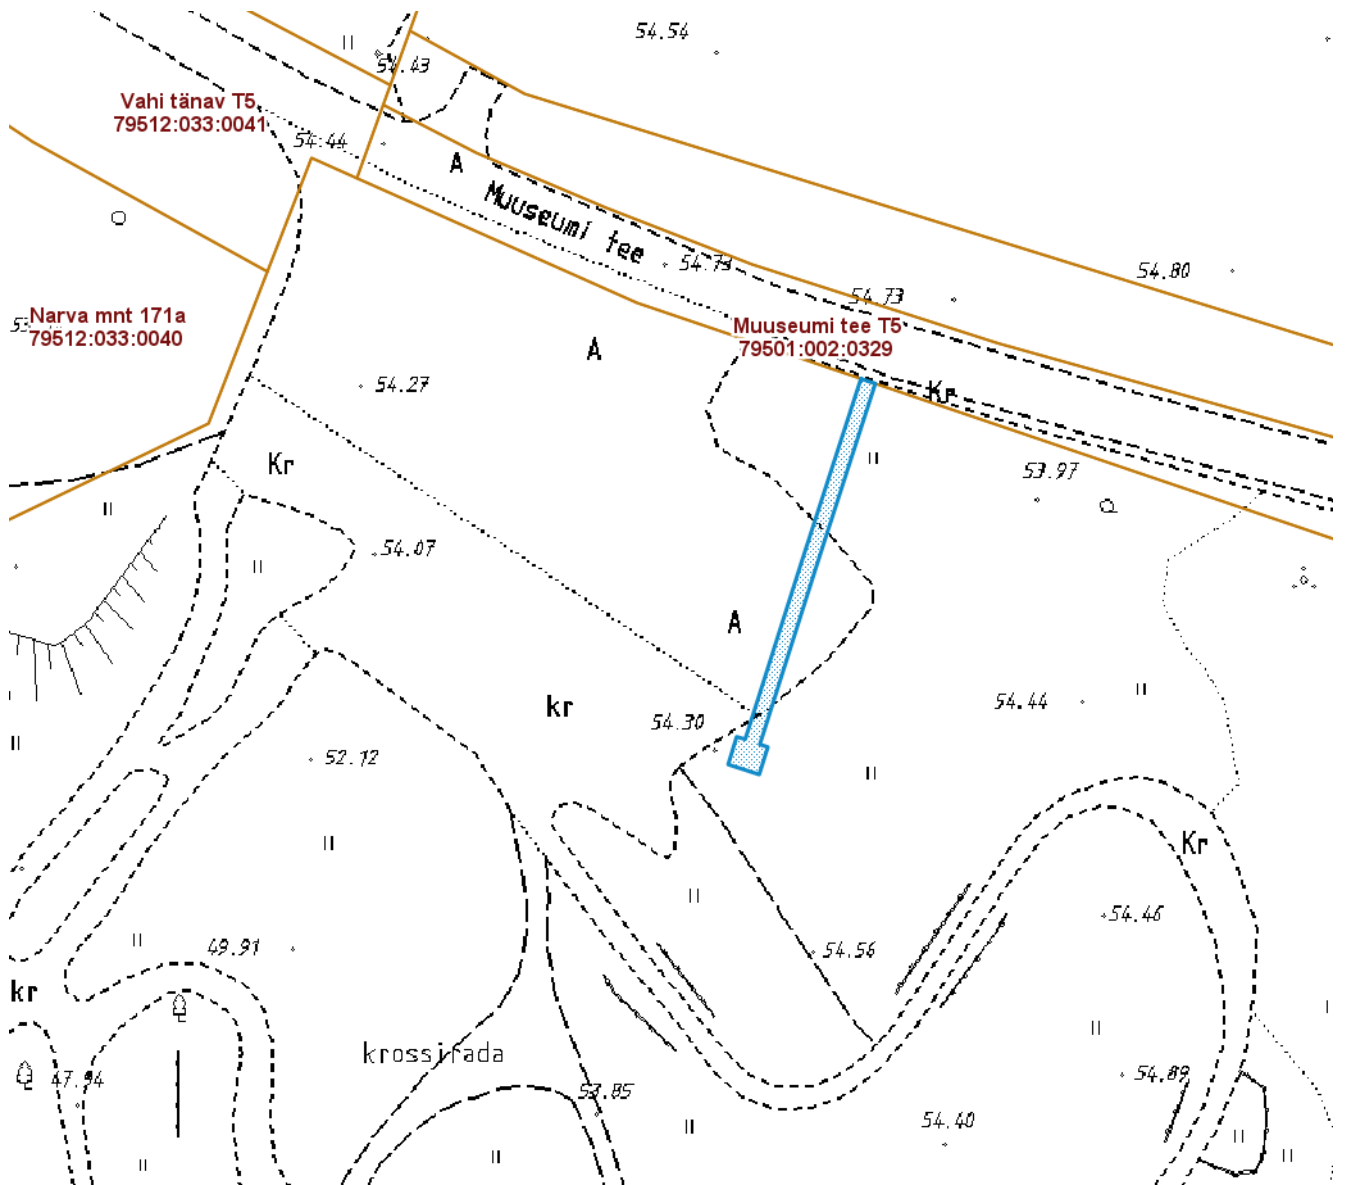 54.54
54.43
Vahi tänav T5
79512:033:0041
54.44
A
Muuseumi tee
54.73
54.80
54.73
Narva mnt 171a
79512:033:0040
Muuseumi tee T5
79501:002:0329
A
54.27
Kr
Kr
53.97
54.07
A
54.44
kr
54.30
52.12
Kr
54.46
49.91
54.56
kr
krossirada
47.94
54.89
53.85
54.40